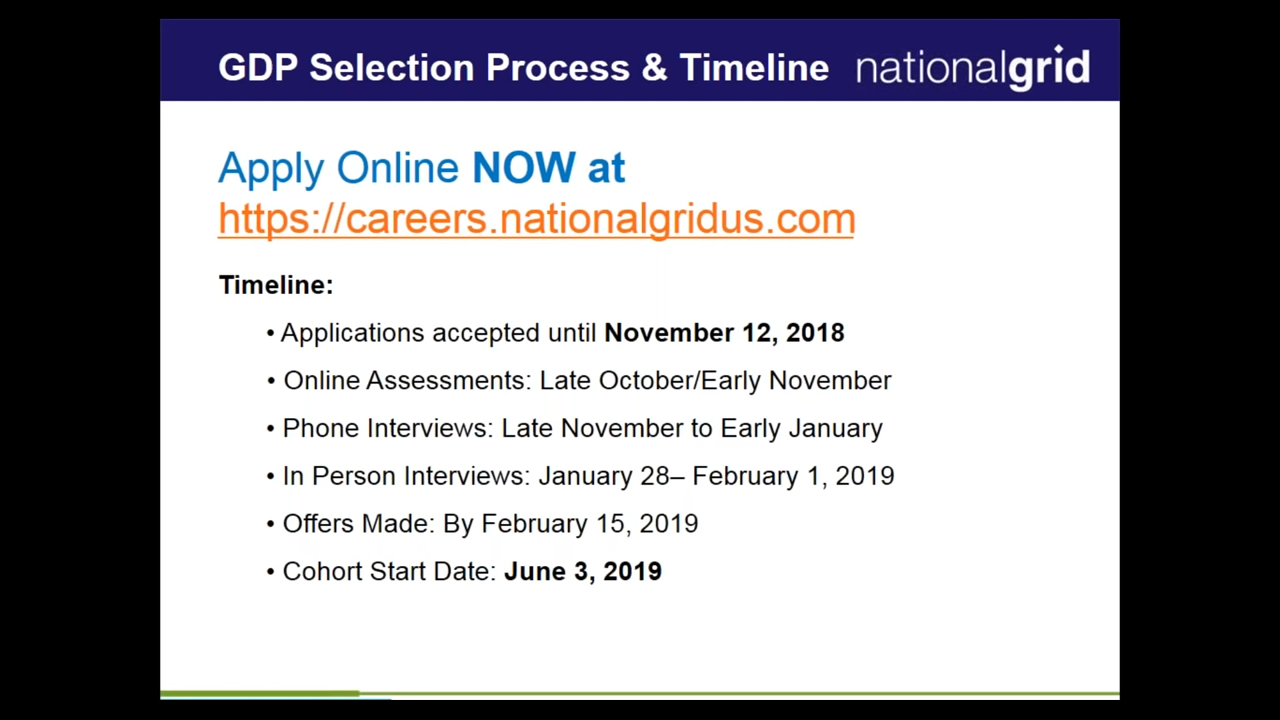 GDP Selection Process & Timeline nationalgrid
Apply Online NOW at
https://careers.nationalgridus.com
Timeline:
• Applications accepted until November 12, 2018
• Online Assessments: Late October/Early November
• Phone Interviews: Late November to Early January
• In Person Interviews: January 28– February 1, 2019
• Offers Made: By February 15, 2019
• Cohort Start Date: June 3, 2019